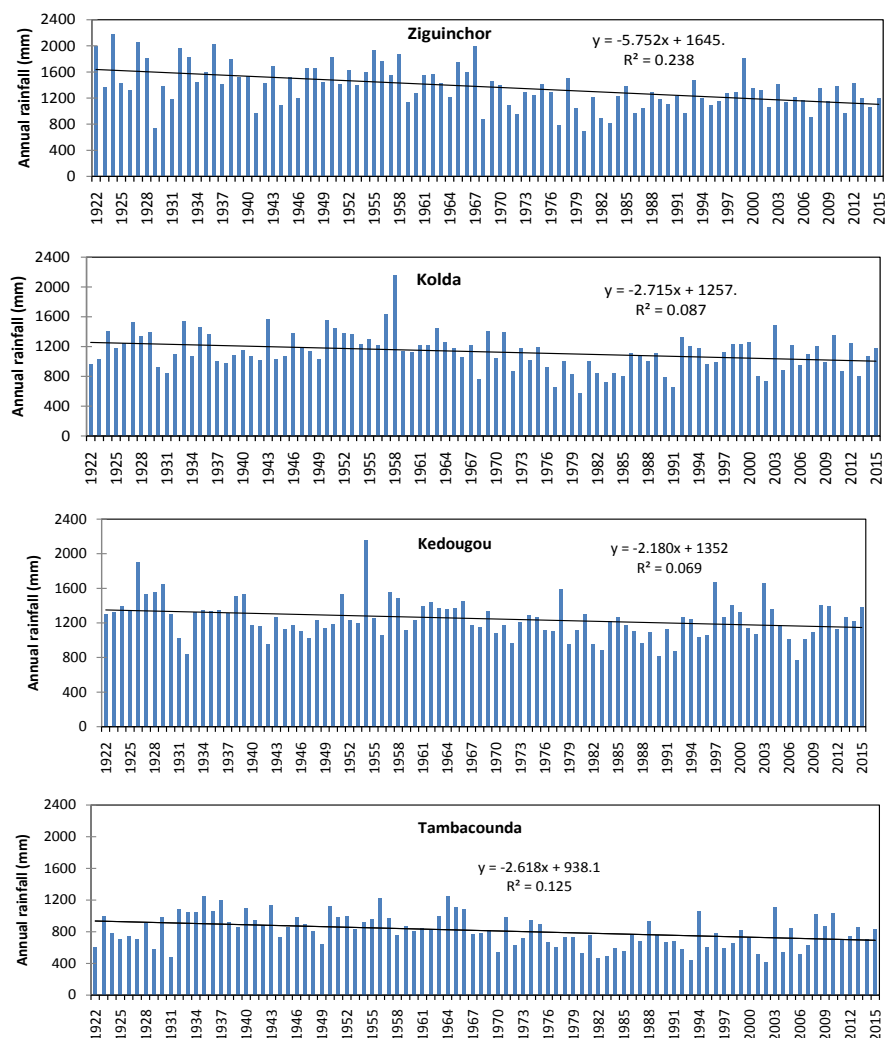 Ziguinchor
y = -5.752x + 1645.
R² = 0.238
Annual rainfall (mm)
2400
2000
1600
1200
800
400
0
1922 1925 1928 1931 1934 1937 1940 1943 1946 1949 1952 1955 1958 1961 1964 1967 1970 1973 1976 1979 1982 1985 1988 1991 1994 1997 2000 2003 2006 2009 2012 2015
Kolda
y = -2.715x + 1257.
R² = 0.087
Annual rainfall (mm)
2400
2000
1600
1200
800
400
0
1922 1925 1928 1931 1934 1937 1940 1943 1946 1949 1952 1955 1958 1961 1964 1967 1970 1973 1976 1979 1982 1985 1988 1991 1994 1997 2000 2003 2006 2009 2012 2015
Kedougou
y = -2.180x + 1352
R² = 0.069
Annual rainfall (mm)
2400
2000
1600
1200
800
400
0
1922 1925 1928 1931 1934 1937 1940 1943 1946 1949 1952 1955 1958 1961 1964 1967 1970 1973 1976 1979 1982 1985 1988 1991 1994 1997 2000 2003 2006 2009 2012 2015
Tambacounda
y = -2.618x + 938.1
R² = 0.125
Annual rainfall (mm)
2400
2000
1600
1200
800
400
0
1922 1925 1928 1931 1934 1937 1940 1943 1946 1949 1952 1955 1958 1961 1964 1967 1970 1973 1976 1979 1982 1985 1988 1991 1994 1997 2000 2003 2006 2009 2012 2015